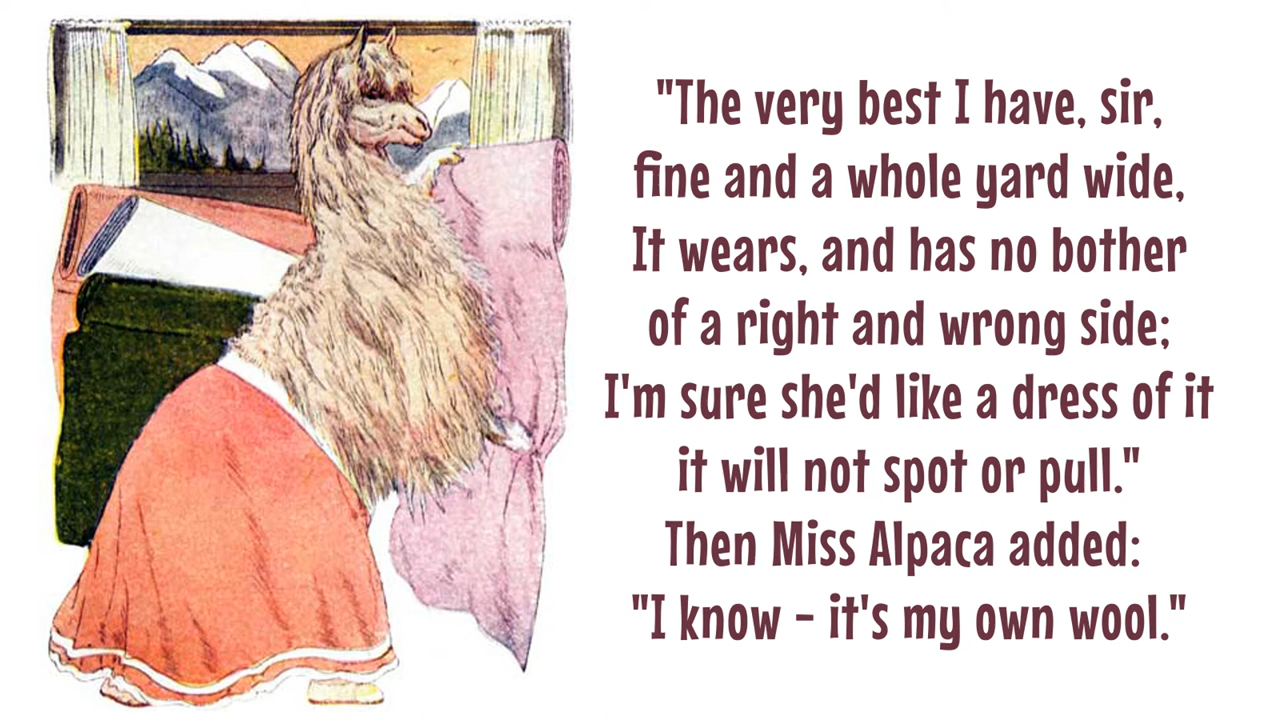 "The very best I have, sir,
fine and a whole yard wide,
It wears, and has no bother
of a right and wrong side;
I'm sure she'd like a dress of it
it will not spot or pull."
Then Miss Alpaca added:
"I know - it's my own wool."